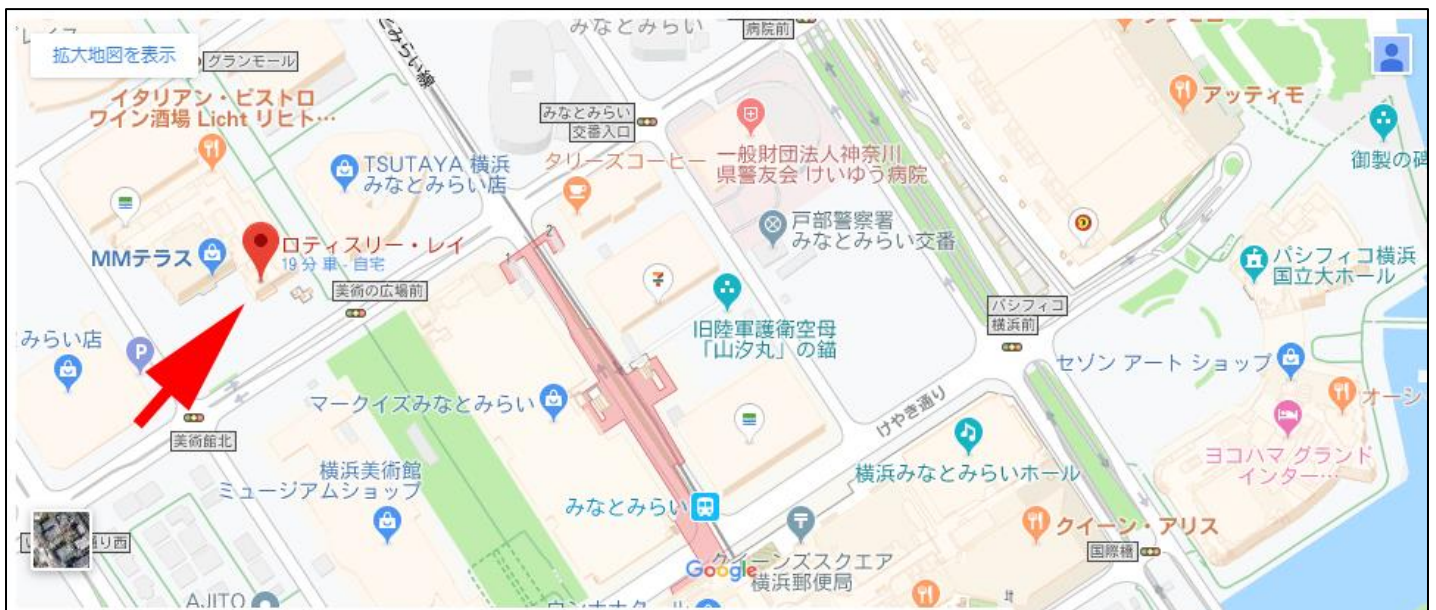 拡大地図を表示
グランモール
イタリアン・ビストロ
ワイン酒場 Licht リヒト…
とみらい線
みなとみらい
病院前
アッティモ
御製の碑
みなとみらい
交番入口
TSUTAYA 横浜
みなとみらい店
タリーズコーヒー
一般財団法人神奈川
県警友会 けいゆう病院
戸部警察署
みなとみらい交番
MMテラス
ロティスリー・レイ
19 分 車 - 自宅
美術の広場前
1
2
パシフィコ横浜
国立大ホール
パシフィコ
横浜前
旧陸軍護衛空母
「山汐丸」の錨
みらい店
P
セゾン アート ショップ
マークイズみなとみらい
けやき通り
オーシ
美術館北
横浜美術館
ミュージアムショップ
横浜みなとみらいホール
ヨコハマ グランド
インター…
みなとみらい
クイーン・アリス
国際橋
り西
クイーンズスクエア
横浜郵便局
Google
AJITO